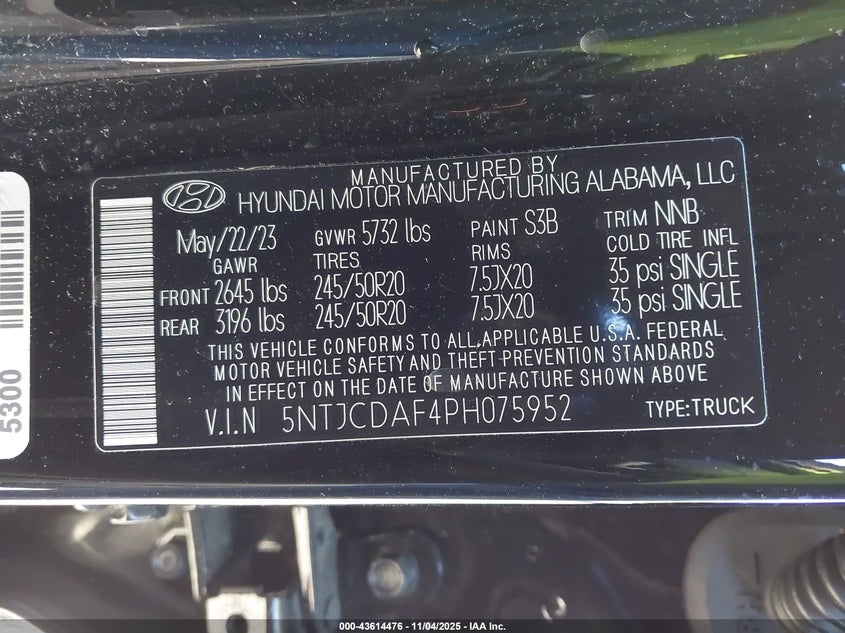 MANUFACTURED BY
HYUNDAI MOTOR MANUFACTURING ALABAMA, LLC
May/22/23 GVWR 5732 lbs PAINT S3B TRIM NNB
GAWR TIRES RIMS COLD TIRE INFL
FRONT 2645 lbs 245/50R20 7.5JX20 35 psi SINGLE
REAR 3196 lbs 245/50R20 7.5JX20 35 psi SINGLE
THIS VEHICLE CONFORMS TO ALL APPLICABLE U.S.A. FEDERAL
MOTOR VEHICLE SAFETY AND THEFT PREVENTION STANDARDS
IN EFFECT ON THE DATE OF MANUFACTURE SHOWN ABOVE
V.I.N 5NTJCDAF4PH075952 TYPE:TRUCK
5300
000-43614476 - 11/04/2025 - IAA Inc.